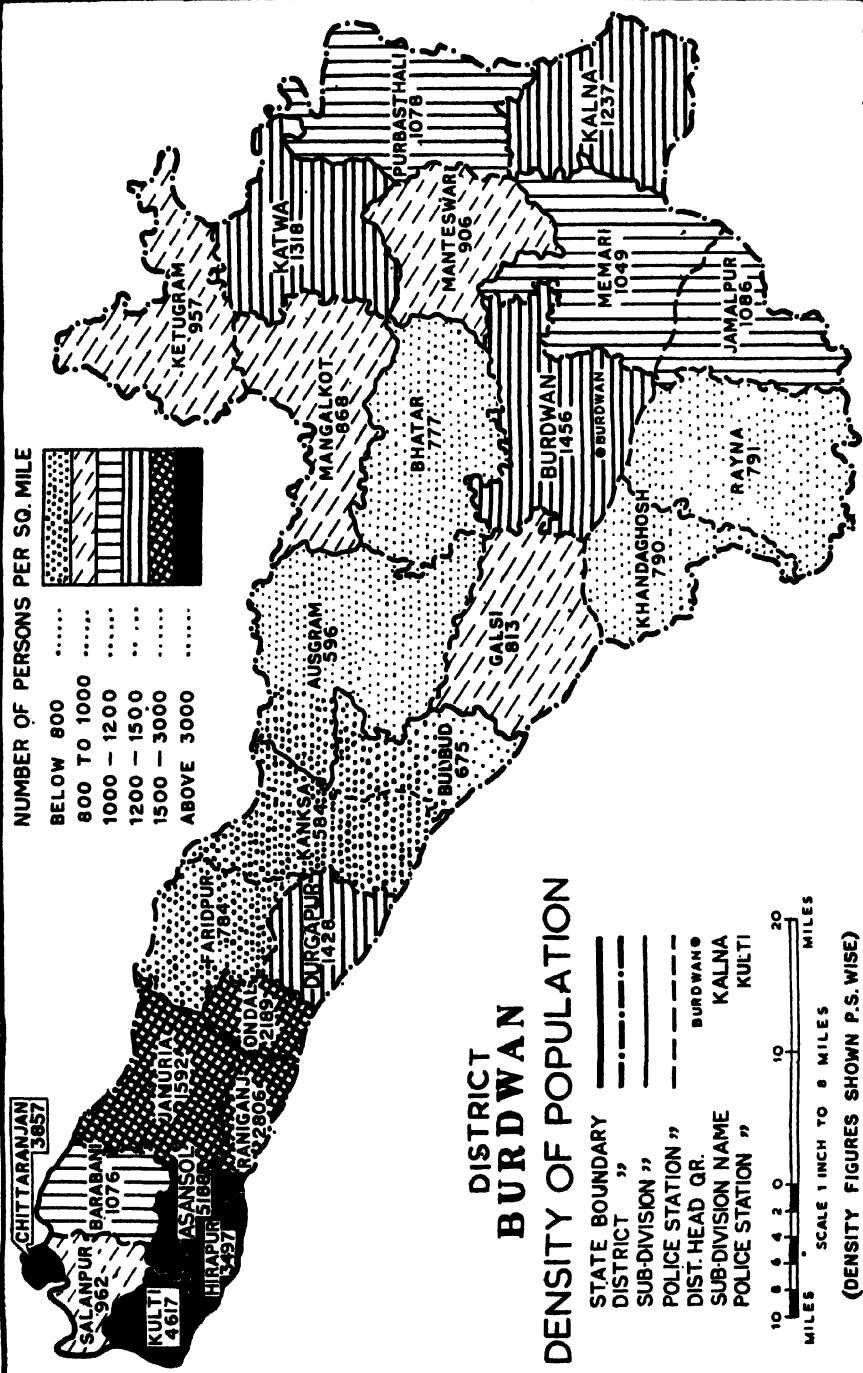 NUMBER OF PERSONS PER SQ. MILE
BELOW 800 ......
800 TO 1000 ......
1000 – 1200 ......
1200 – 1500 ......
1500 – 3000 ......
ABOVE 3000 ......
CHITTARANJAN
3857
SALANPUR
962
BARABANI
1076
KULTI
4617
ASANSOL
5188
HIRAPUR
3497
JAMURIA
1592
RANIGANJ
2806
ONDAL
2189
FARIDPUR
784
DURGAPUR
1428
KANKSA
584
BUDBUD
675
AUSGRAM
596
GALSI
813
MANGALKOT
868
BHATAR
777
KETUGRAM
957
KATWA
1318
MANTESWAR
906
PURBASTHALI
1078
KALNA
1237
MEMARI
1049
JAMALPUR
1086
BURDWAN
1456
BURDWAN
KHANDAGHOSH
790
RAYNA
791
DISTRICT
BURDWAN
DENSITY OF POPULATION
STATE BOUNDARY
DISTRICT „
SUB-DIVISION „
POLICE STATION „
DIST. HEAD QR. BURDWAN
SUB-DIVISION NAME KALNA
POLICE STATION „ KULTI
10 8 6 4 2 0 10 20
MILES MILES
SCALE 1 INCH TO 8 MILES
(DENSITY FIGURES SHOWN P.S. WISE)